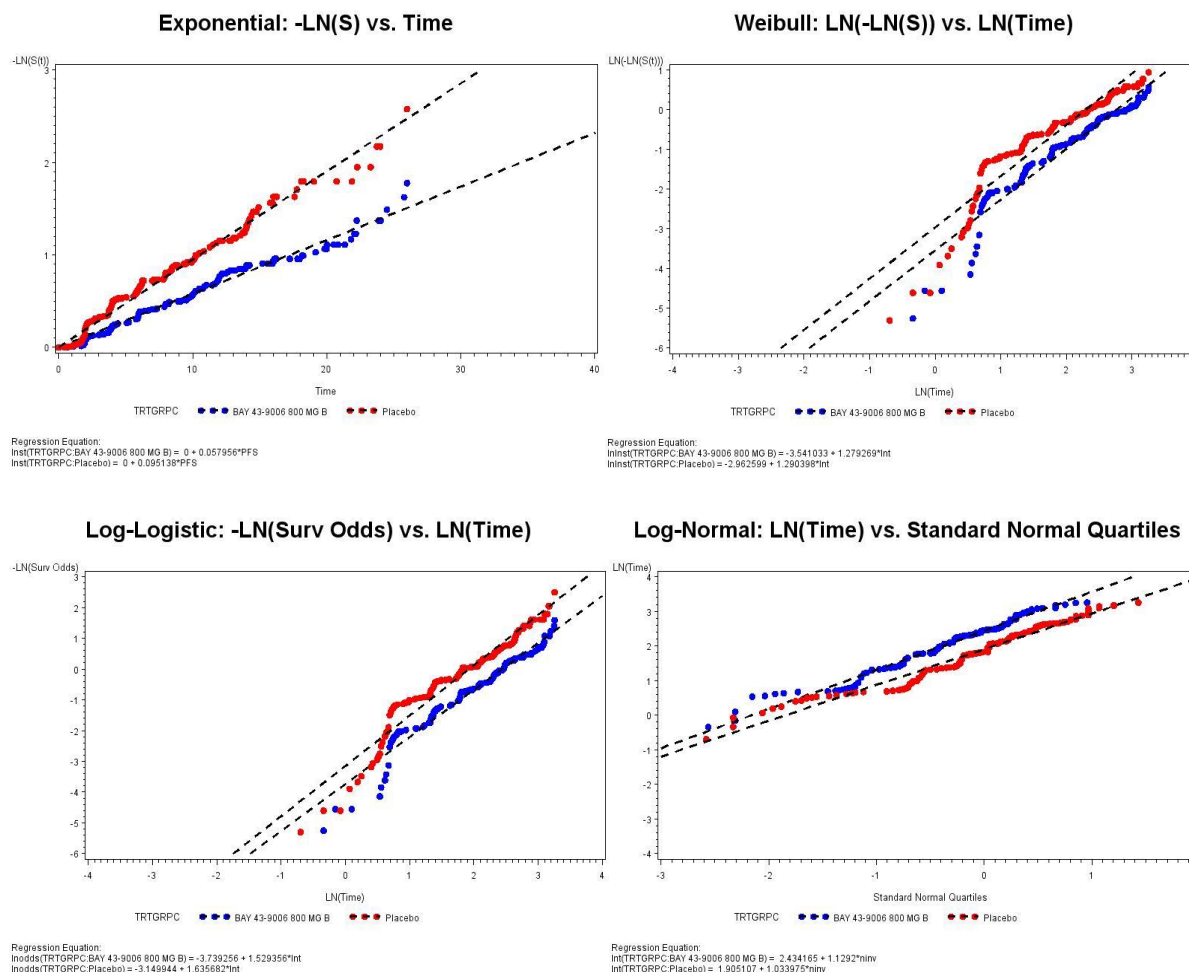 Exponential: -LN(S) vs. Time
-LN(S(t))
3
2
1
0
0 10 20 30 40
Time
TRTGRPC BAY 43-9006 800 MG B Placebo
Regression Equation:
lnst(TRTGRPC:BAY 43-9006 800 MG B) = 0 + 0.057956*PFS
lnst(TRTGRPC:Placebo) = 0 + 0.095138*PFS
Weibull: LN(-LN(S)) vs. LN(Time)
LN(-LN(S(t)))
1
0
-1
-2
-3
-4
-5
-6
-4 -3 -2 -1 0 1 2 3 4
LN(Time)
TRTGRPC BAY 43-9006 800 MG B Placebo
Regression Equation:
lnlnst(TRTGRPC:BAY 43-9006 800 MG B) = -3.541033 + 1.279269*lnt
lnlnst(TRTGRPC:Placebo) = -2.962599 + 1.290398*lnt
Log-Logistic: -LN(Surv Odds) vs. LN(Time)
-LN(Surv Odds)
3
2
1
0
-1
-2
-3
-4
-5
-6
-4 -3 -2 -1 0 1 2 3 4
LN(Time)
TRTGRPC BAY 43-9006 800 MG B Placebo
Regression Equation:
lnodds(TRTGRPC:BAY 43-9006 800 MG B) = -3.739256 + 1.529356*lnt
lnodds(TRTGRPC:Placebo) = -3.149944 + 1.635682*lnt
Log-Normal: LN(Time) vs. Standard Normal Quartiles
LN(Time)
4
3
2
1
0
-1
-2
-3
-4
-3 -2 -1 0 1
Standard Normal Quartiles
TRTGRPC BAY 43-9006 800 MG B Placebo
Regression Equation:
lnt(TRTGRPC:BAY 43-9006 800 MG B) = 2.434165 + 1.1292*ninv
lnt(TRTGRPC:Placebo) = 1.905107 + 1.033975*ninv